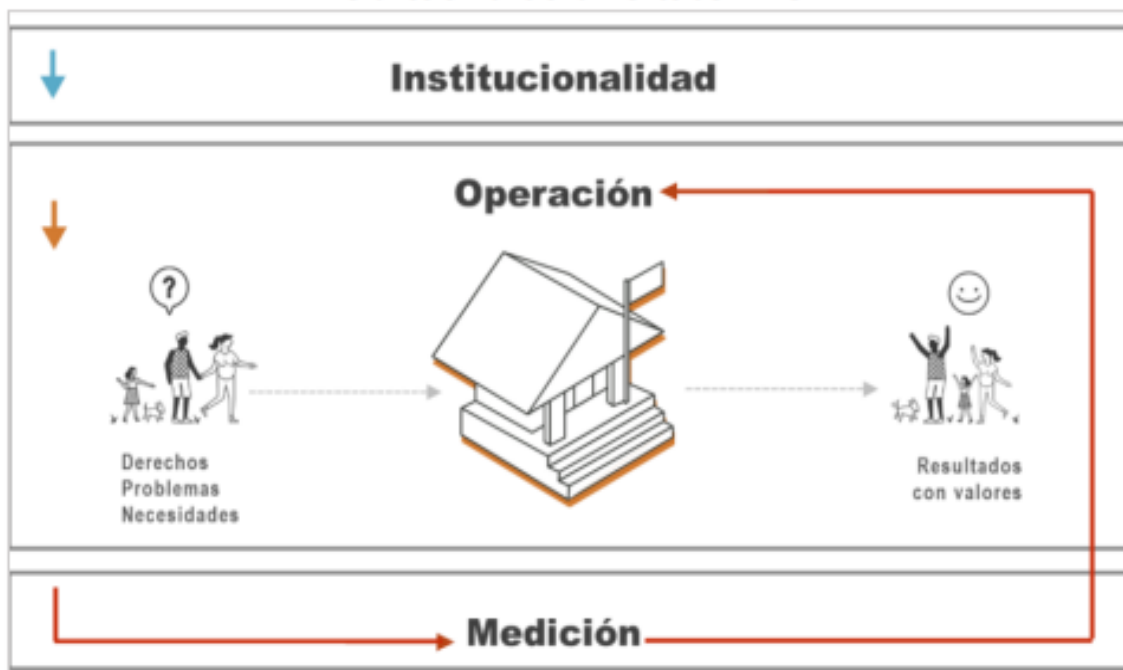 Institucionalidad
Operación
?
Derechos
Problemas
Necesidades
Resultados
con valores
Medición